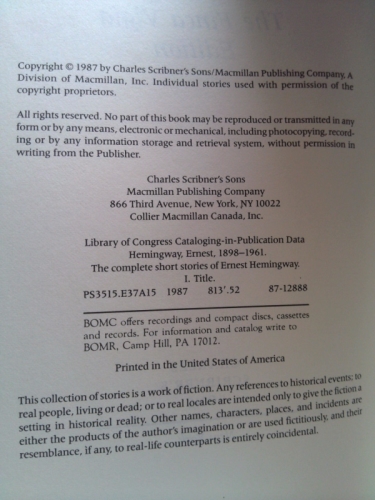 Copyright © 1987 by Charles Scribner's Sons/Macmillan Publishing Company, A
Division of Macmillan, Inc. Individual stories used with permission of the
copyright proprietors.
All rights reserved. No part of this book may be reproduced or transmitted in any
form or by any means, electronic or mechanical, including photocopying, record-
ing or by any information storage and retrieval system, without permission in
writing from the Publisher.
Charles Scribner's Sons
Macmillan Publishing Company
866 Third Avenue, New York, NY 10022
Collier Macmillan Canada, Inc.
Library of Congress Cataloging-in-Publication Data
Hemingway, Ernest, 1898–1961.
The complete short stories of Ernest Hemingway.
I. Title.
PS3515.E37A15 1987 813'.52 87-12888
BOMC offers recordings and compact discs, cassettes
and records. For information and catalog write to
BOMR, Camp Hill, PA 17012.
Printed in the United States of America
This collection of stories is a work of fiction. Any references to historical events; to
real people, living or dead; or to real locales are intended only to give the fiction a
setting in historical reality. Other names, characters, places, and incidents are
either the products of the author's imagination or are used fictitiously, and their
resemblance, if any, to real-life counterparts is entirely coincidental.